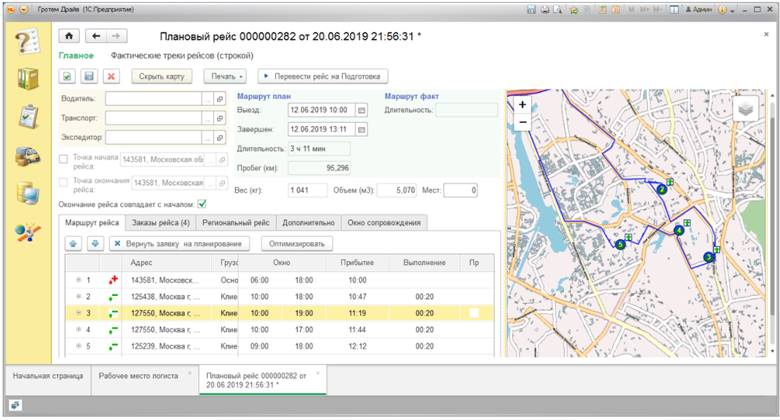 Гротем Драйв (1С:Предприятие)
M M+ M- Админ
Плановый рейс 000000282 от 20.06.2019 21:56:31 *
Главное Фактические треки рейсов (строкой)
Скрыть карту Печать Перевести рейс на Подготовка
Водитель: ...
Транспорт: ...
Экспедитор: ...
Точка начала рейса: 143581, Московская об
Точка окончания рейса: 143581, Московская
Окончание рейса совпадает с началом:
Маршрут план
Выезд: 12.06.2019 10:00
Завершен: 12.06.2019 13:11
Длительность: 3 ч 11 мин
Пробег (км): 95,296
Маршрут факт
Длительность:
Вес (кг): 1 041 Объем (м3): 5,070 Мест: 0
Маршрут рейса Заказы рейса (4) Региональный рейс Дополнительно Окно сопровождения
Вернуть заявку на планирование Оптимизировать
Адрес Грузо Окно Прибытие Выполнение Пр
1 143581, Московск... Осно 06:00 18:00 10:00
2 125438, Москва г, ... Клие 10:00 18:00 10:47 00:20
3 127550, Москва г, ... Клие 10:00 19:00 11:19 00:20
4 127550, Москва г, ... Клие 10:00 17:00 11:44 00:20
5 125239, Москва г, ... Клие 09:00 18:00 12:12 00:20
+
−
2
4
5
3
Начальная страница Рабочее место логиста Плановый рейс 000000282 от
20.06.2019 21:56:31 *